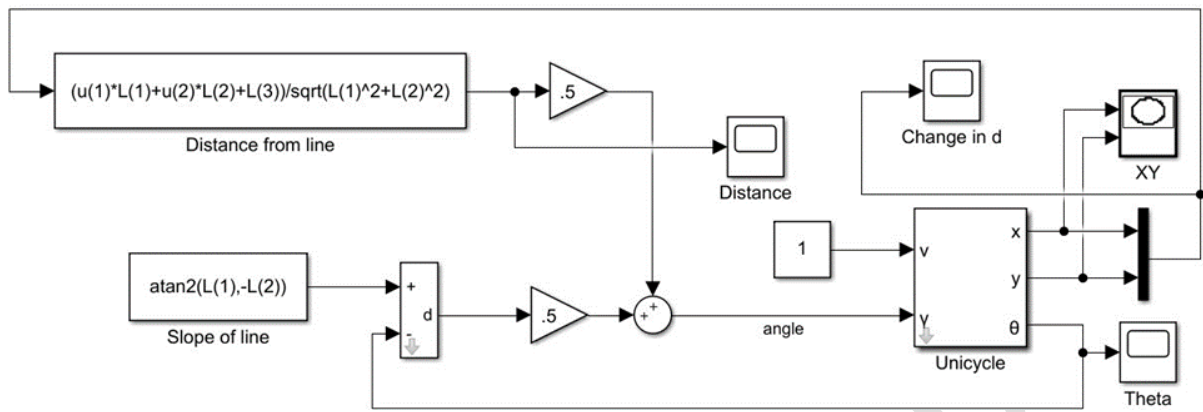 (u(1)*L(1)+u(2)*L(2)+L(3))/sqrt(L(1)^2+L(2)^2)
Distance from line
.5
Distance
Change in d
XY
atan2(L(1),-L(2))
Slope of line
+
-
d
.5
+
+
angle
1
v
γ
x
y
θ
Unicycle
Theta